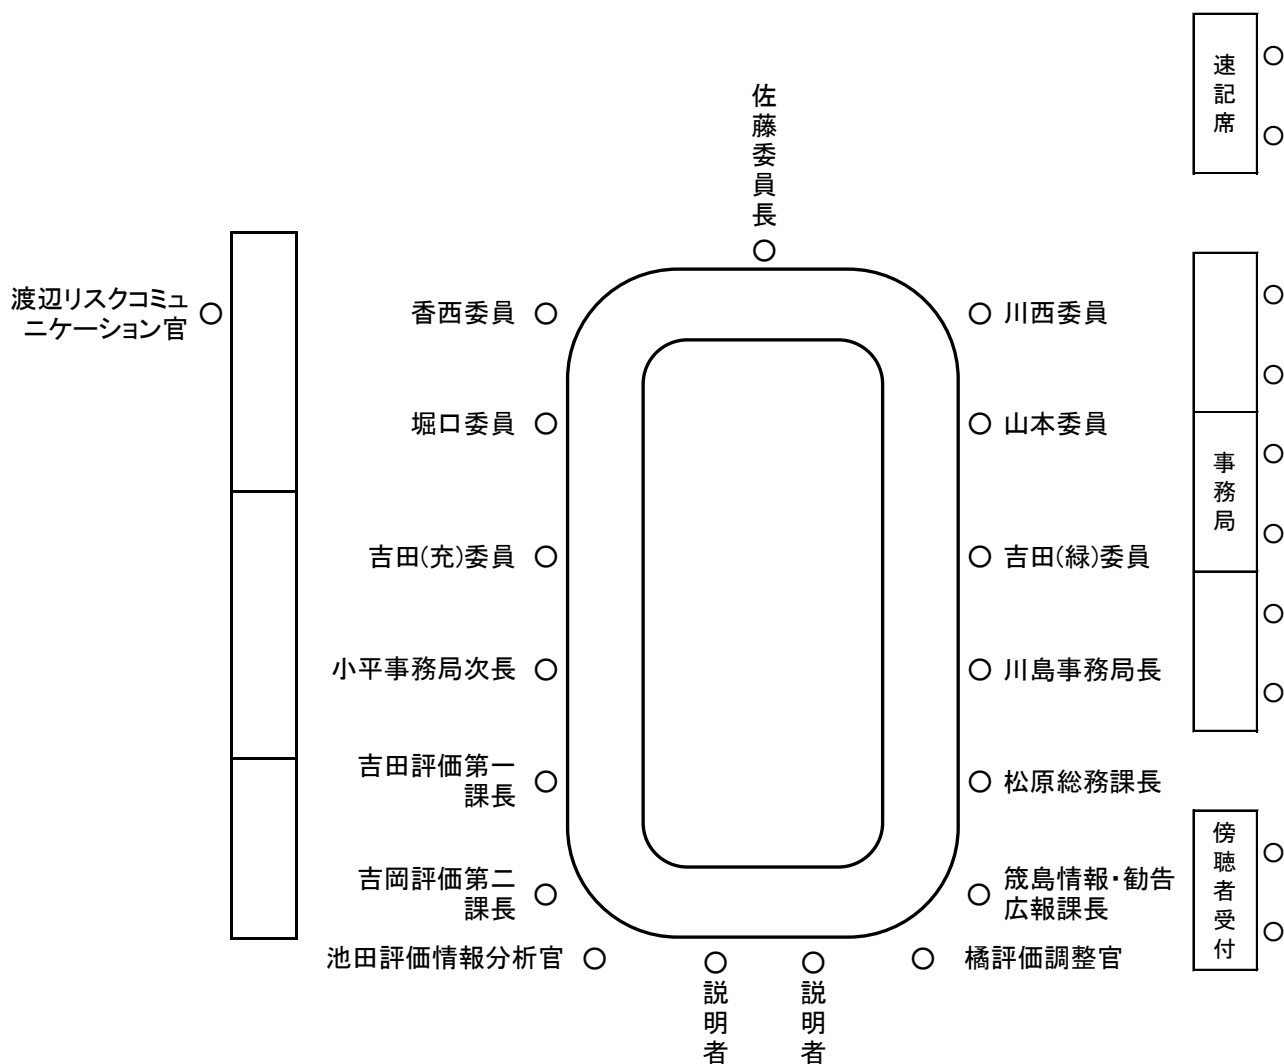 速記席
佐藤委員長
渡辺リスクコミュ
ニケーション官
香西委員
川西委員
堀口委員
山本委員
事務局
吉田(充)委員
吉田(緑)委員
小平事務局次長
川島事務局長
吉田評価第一
課長
松原総務課長
吉岡評価第二
課長
筬島情報・勧告
広報課長
傍聴者受付
池田評価情報分析官
橘評価調整官
説明者
説明者